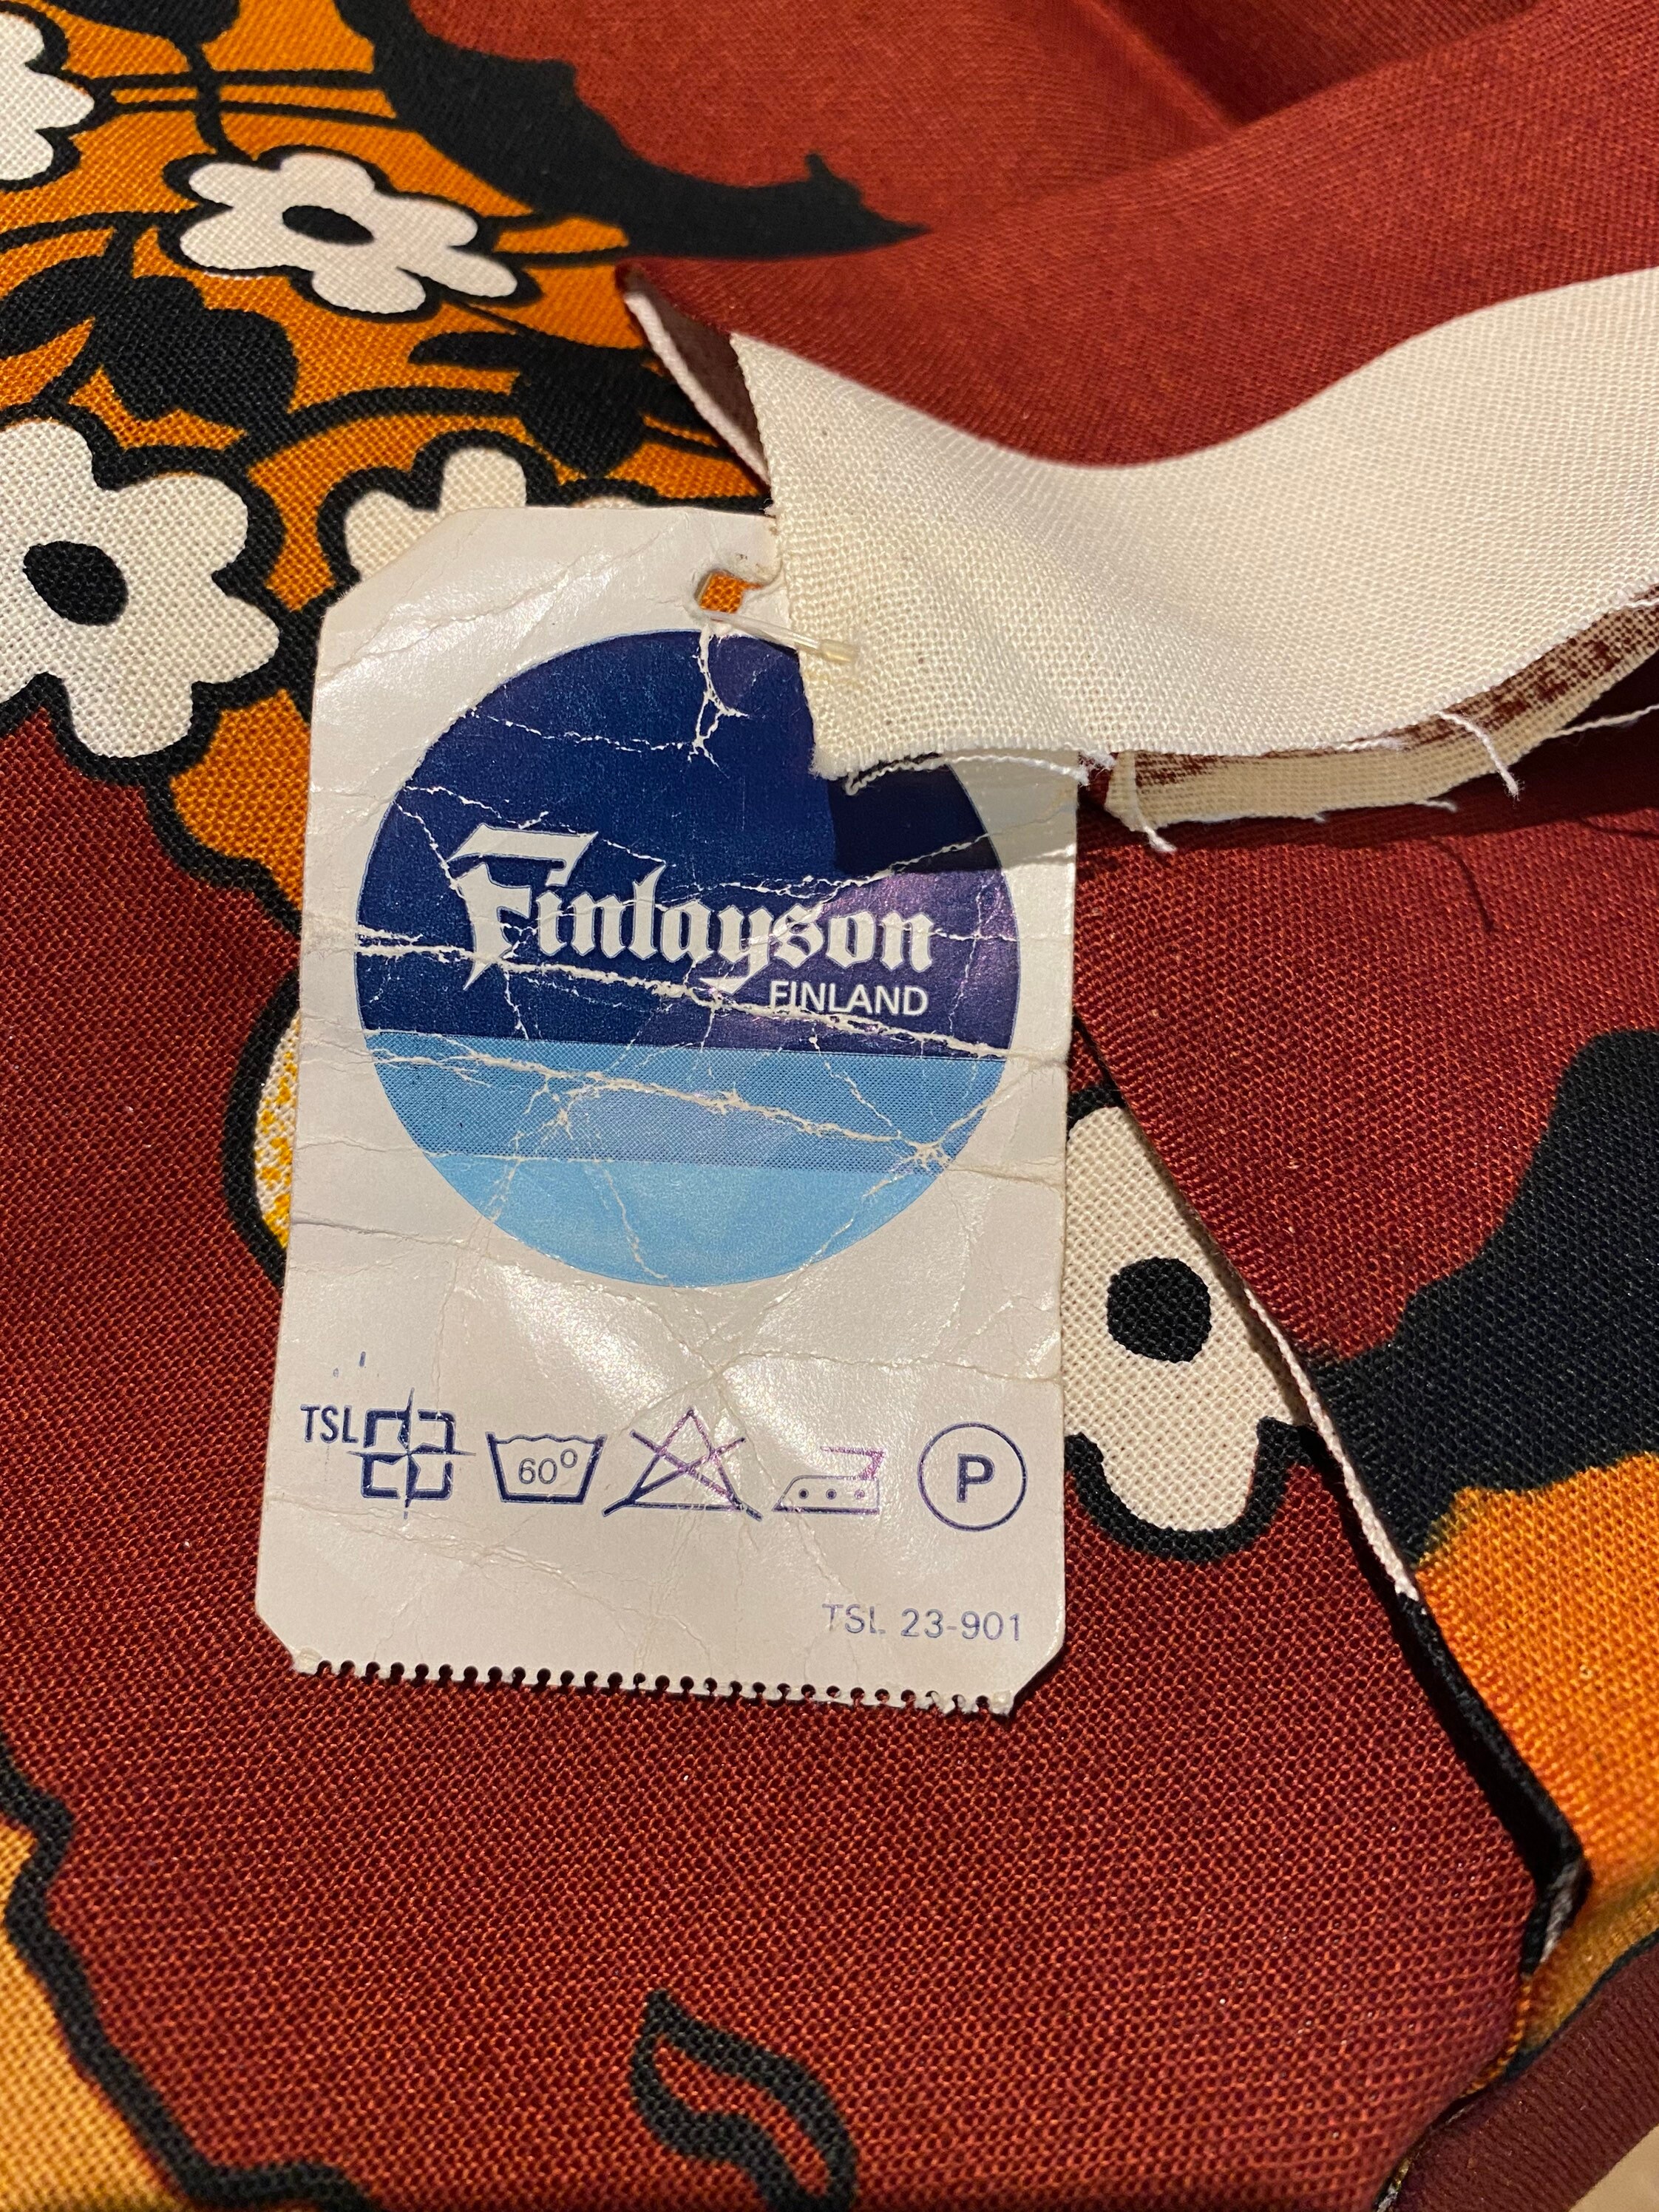 Finlayson
FINLAND
TSL 60° P
TSL 23-901